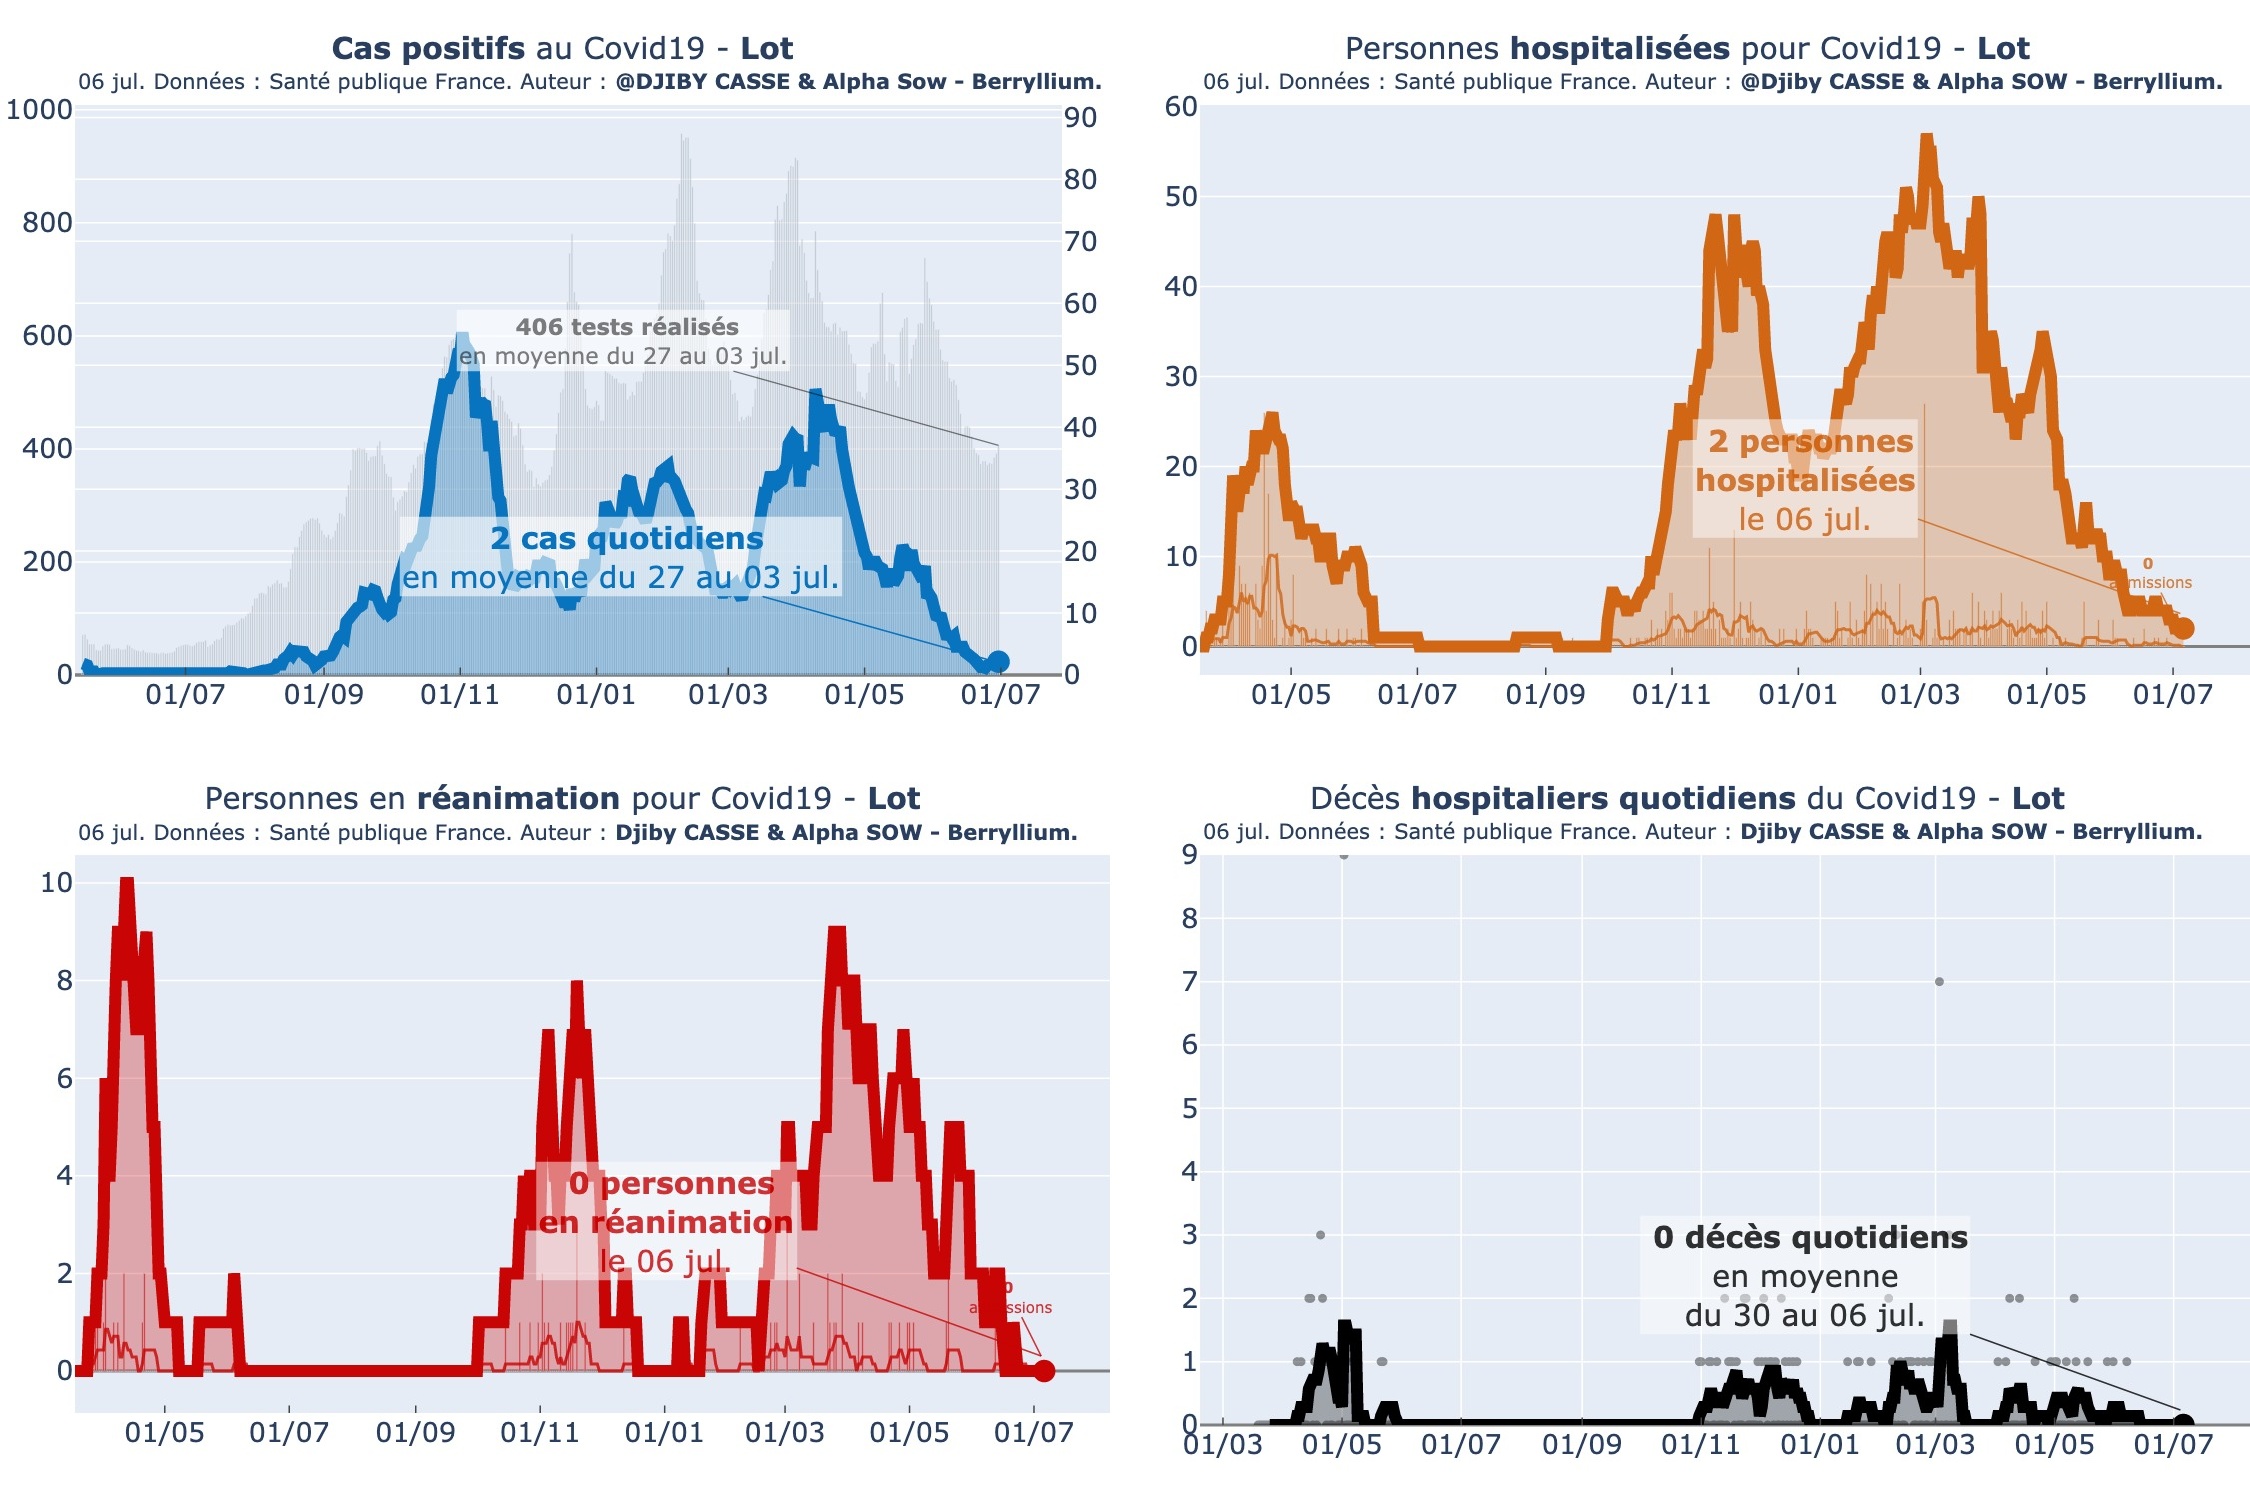 Cas positifs au Covid19 - Lot
06 jul. Données : Santé publique France. Auteur : @DJIBY CASSE & Alpha Sow - Berryllium.
1000
800
600
400
200
0
90
80
70
60
50
40
30
20
10
0
406 tests réalisés
en moyenne du 27 au 03 jul.
2 cas quotidiens
en moyenne du 27 au 03 jul.
01/07 01/09 01/11 01/01 01/03 01/05 01/07
Personnes hospitalisées pour Covid19 - Lot
06 jul. Données : Santé publique France. Auteur : @Djiby CASSE & Alpha SOW - Berryllium.
60
50
40
30
20
10
0
2 personnes
hospitalisées
le 06 jul.
0
admissions
01/05 01/07 01/09 01/11 01/01 01/03 01/05 01/07
Personnes en réanimation pour Covid19 - Lot
06 jul. Données : Santé publique France. Auteur : Djiby CASSE & Alpha SOW - Berryllium.
10
8
6
4
2
0
0 personnes
en réanimation
le 06 jul.
0
admissions
01/05 01/07 01/09 01/11 01/01 01/03 01/05 01/07
Décès hospitaliers quotidiens du Covid19 - Lot
06 jul. Données : Santé publique France. Auteur : Djiby CASSE & Alpha SOW - Berryllium.
9
8
7
6
5
4
3
2
1
0
0 décès quotidiens
en moyenne
du 30 au 06 jul.
01/03 01/05 01/07 01/09 01/11 01/01 01/03 01/05 01/07